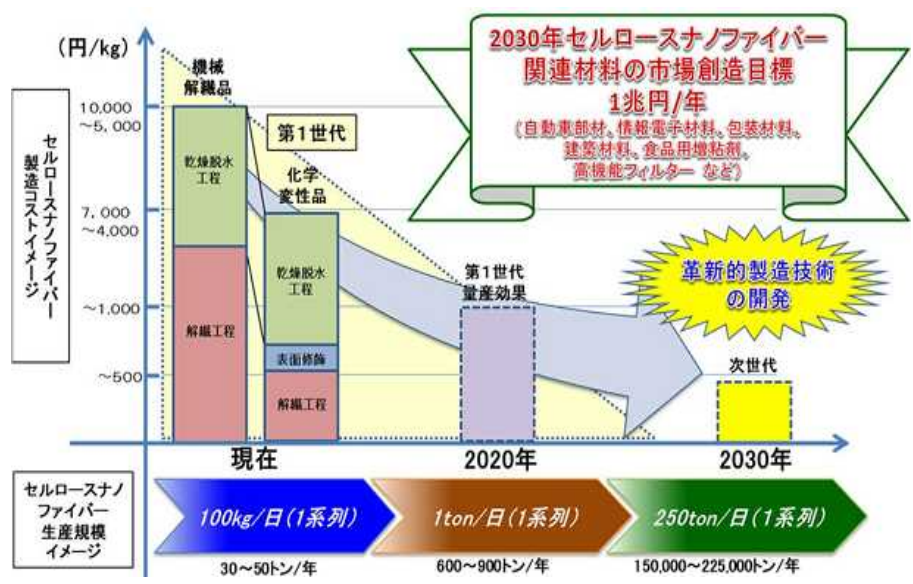 (円/kg)
セルロースナノファイバー
製造コストイメージ
10,000
～5,000
7,000
～4,000
～1,000
～500
機械
解繊品
乾燥脱水
工程
解繊工程
第1世代
化学
変性品
乾燥脱水
工程
表面修飾
解繊工程
第1世代
量産効果
次世代
2030年セルロースナノファイバー
関連材料の市場創造目標
1兆円/年
(自動車部材、情報電子材料、包装材料、
建築材料、食品用増粘剤、
高機能フィルター など)
革新的製造技術
の開発
現在
2020年
2030年
セルロースナノ
ファイバー
生産規模
イメージ
100kg/日(1系列)
1ton/日(1系列)
250ton/日(1系列)
30～50トン/年
600～900トン/年
150,000～225,000トン/年